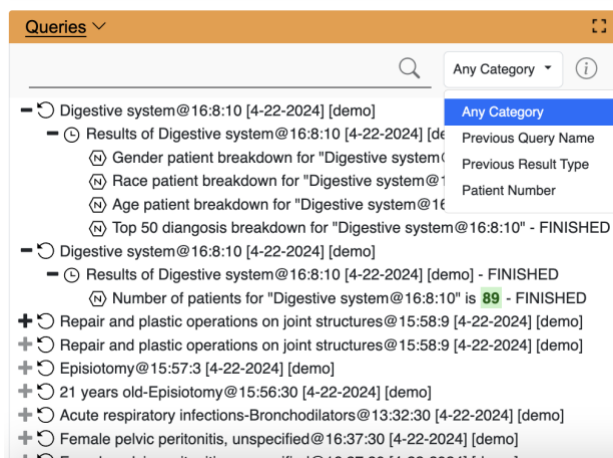 Queries
Any Category
Any Category
Previous Query Name
Previous Result Type
Patient Number
Digestive system@16:8:10 [4-22-2024] [demo]
Results of Digestive system@16:8:10 [4-22-2024] [de
N Gender patient breakdown for "Digestive system@
N Race patient breakdown for "Digestive system@1
N Age patient breakdown for "Digestive system@16
N Top 50 diangosis breakdown for "Digestive system@16:8:10" - FINISHED
Digestive system@16:8:10 [4-22-2024] [demo]
Results of Digestive system@16:8:10 [4-22-2024] [demo] - FINISHED
N Number of patients for "Digestive system@16:8:10" is 89 - FINISHED
Repair and plastic operations on joint structures@15:58:9 [4-22-2024] [demo]
Repair and plastic operations on joint structures@15:58:9 [4-22-2024] [demo]
Episiotomy@15:57:3 [4-22-2024] [demo]
21 years old-Episiotomy@15:56:30 [4-22-2024] [demo]
Acute respiratory infections-Bronchodilators@13:32:30 [4-22-2024] [demo]
Female pelvic peritonitis, unspecified@16:37:30 [4-22-2024] [demo]